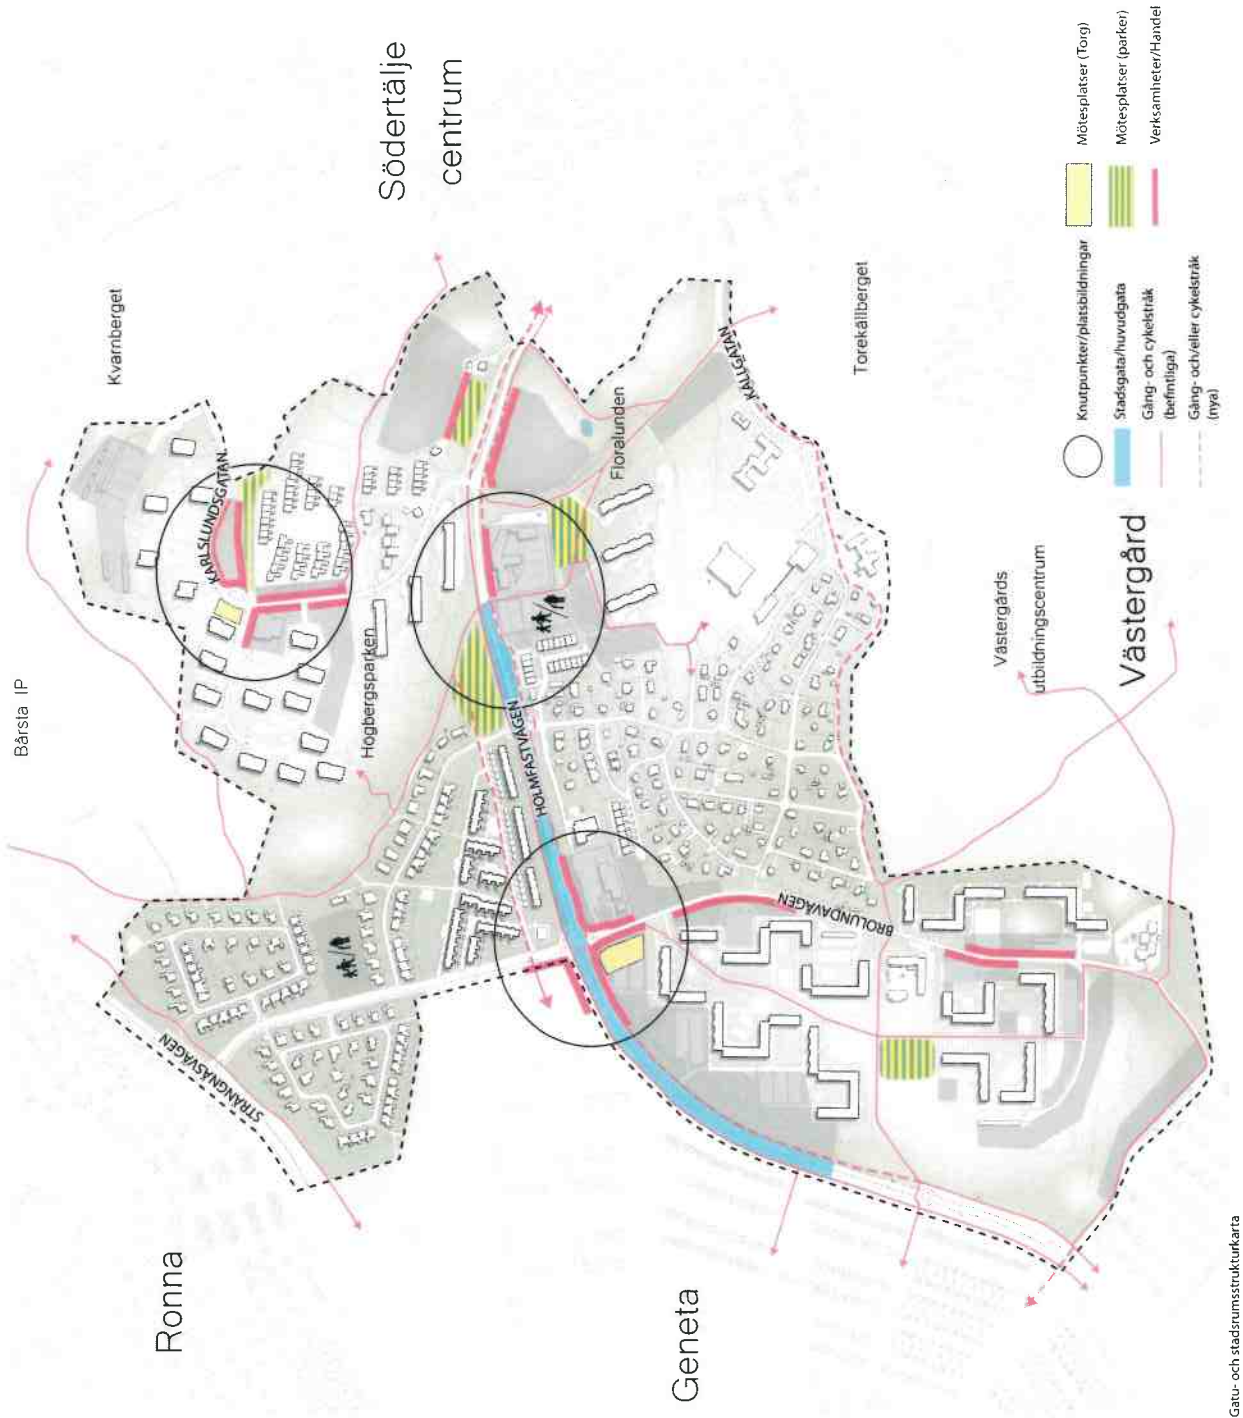 Bårsta IP
Kvarnberget
Södertälje
centrum
KARLSLUNDSGATAN
Högbergsparken
HOLMFASTVÄGEN
Floralunden
KÄLLGATAN
Torekällberget
STRÄNGNÄSVÄGEN
BROLUNDAVÄGEN
Ronna
Geneta
Västergårds
utbildningscentrum
Västergård
Knutpunkter/platsbildningar
Stadsgata/huvudgata
Gång- och cykelstråk
(befintliga)
Gång- och/eller cykelstråk
(nya)
Mötesplatser (Torg)
Mötesplatser (parker)
Verksamheter/Handel
Gatu- och stadsrumsstrukturkarta